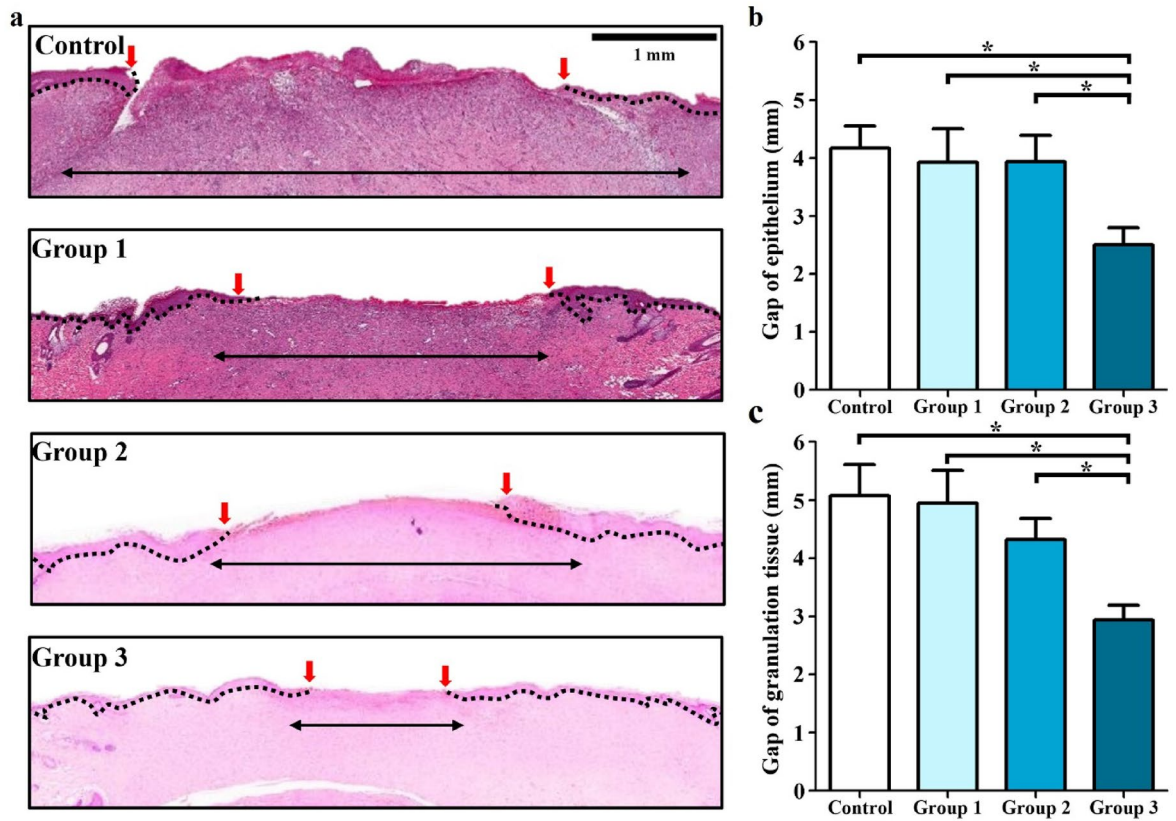 a
Control
1 mm
Group 1
Group 2
Group 3
b
Gap of epithelium (mm)
6
5
4
3
2
1
0
*
*
*
Control
Group 1
Group 2
Group 3
c
Gap of granulation tissue (mm)
6
5
4
3
2
1
0
*
*
*
Control
Group 1
Group 2
Group 3